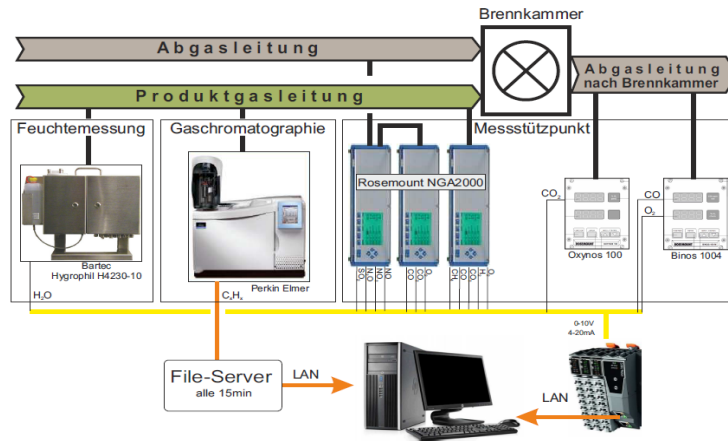 Brennkammer
Abgasleitung
Abgasleitung
nach Brennkammer
Produktgasleitung
Feuchtemessung
Gaschromatographie
Messstützpunkt
Rosemount NGA2000
CO₂
CO
O₂
Bartec
Hygrophil H4230-10
Perkin Elmer
Oxynos 100
Binos 1004
H₂O
CₓHₓ
SO₂
N₂O
NO₂
NO
CO
CO₂
O₂
CH₄
CO
CO₂
H₂
O₂
0-10V
4-20mA
File-Server
alle 15min
LAN
LAN